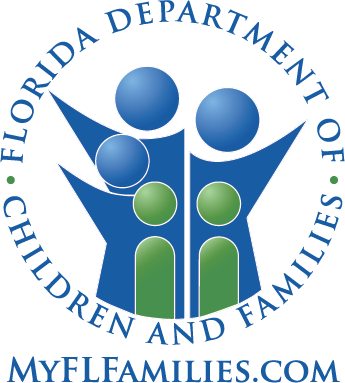 FLORIDA DEPARTMENT OF
CHILDREN AND FAMILIES
MYFLFAMILIES.COM